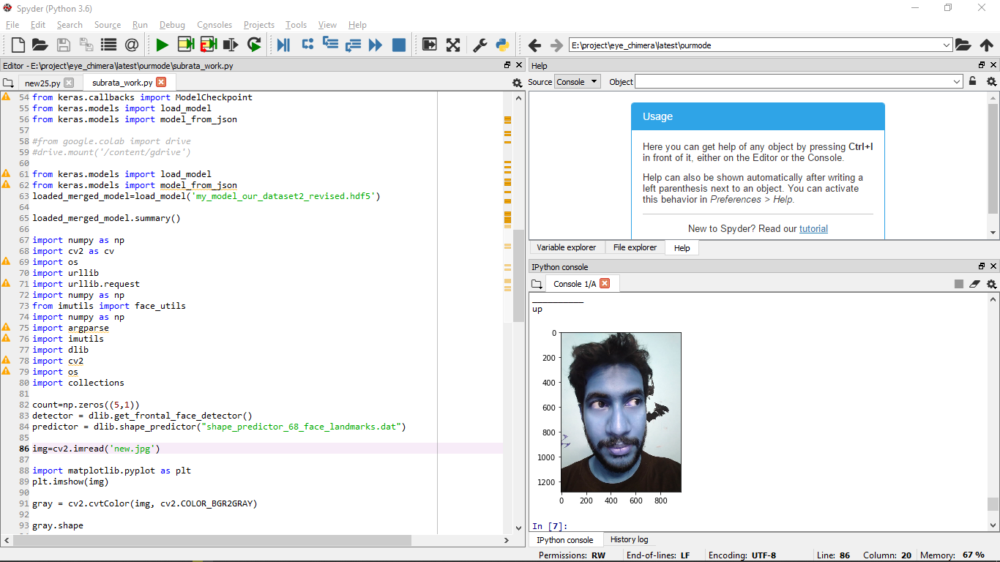 Spyder (Python 3.6)
File Edit Search Source Run Debug Consoles Projects Tools View Help
E:\project\eye_chimera\latest\ourmode
Editor - E:\project\eye_chimera\latest\ourmode\subrata_work.py
new25.py subrata_work.py
54 from keras.callbacks import ModelCheckpoint
55 from keras.models import load_model
56 from keras.models import model_from_json
57
58 #from google.colab import drive
59 #drive.mount('/content/gdrive')
60
61 from keras.models import load_model
62 from keras.models import model_from_json
63 loaded_merged_model=load_model('my_model_our_dataset2_revised.hdf5')
64
65 loaded_merged_model.summary()
66
67 import numpy as np
68 import cv2 as cv
69 import os
70 import urllib
71 import urllib.request
72 import numpy as np
73 from imutils import face_utils
74 import numpy as np
75 import argparse
76 import imutils
77 import dlib
78 import cv2
79 import os
80 import collections
81
82 count=np.zeros((5,1))
83 detector = dlib.get_frontal_face_detector()
84 predictor = dlib.shape_predictor("shape_predictor_68_face_landmarks.dat")
85
86 img=cv2.imread('new.jpg')
87
88 import matplotlib.pyplot as plt
89 plt.imshow(img)
90
91 gray = cv2.cvtColor(img, cv2.COLOR_BGR2GRAY)
92
93 gray.shape
Help
Source Console Object
Usage
Here you can get help of any object by pressing Ctrl+I
in front of it, either on the Editor or the Console.
Help can also be shown automatically after writing a
left parenthesis next to an object. You can activate
this behavior in Preferences > Help.
New to Spyder? Read our tutorial
Variable explorer File explorer Help
IPython console
Console 1/A
up
0
200
400
600
800
1000
1200
0 200 400 600 800
In [7]:
IPython console History log
Permissions: RW End-of-lines: LF Encoding: UTF-8 Line: 86 Column: 20 Memory: 67 %